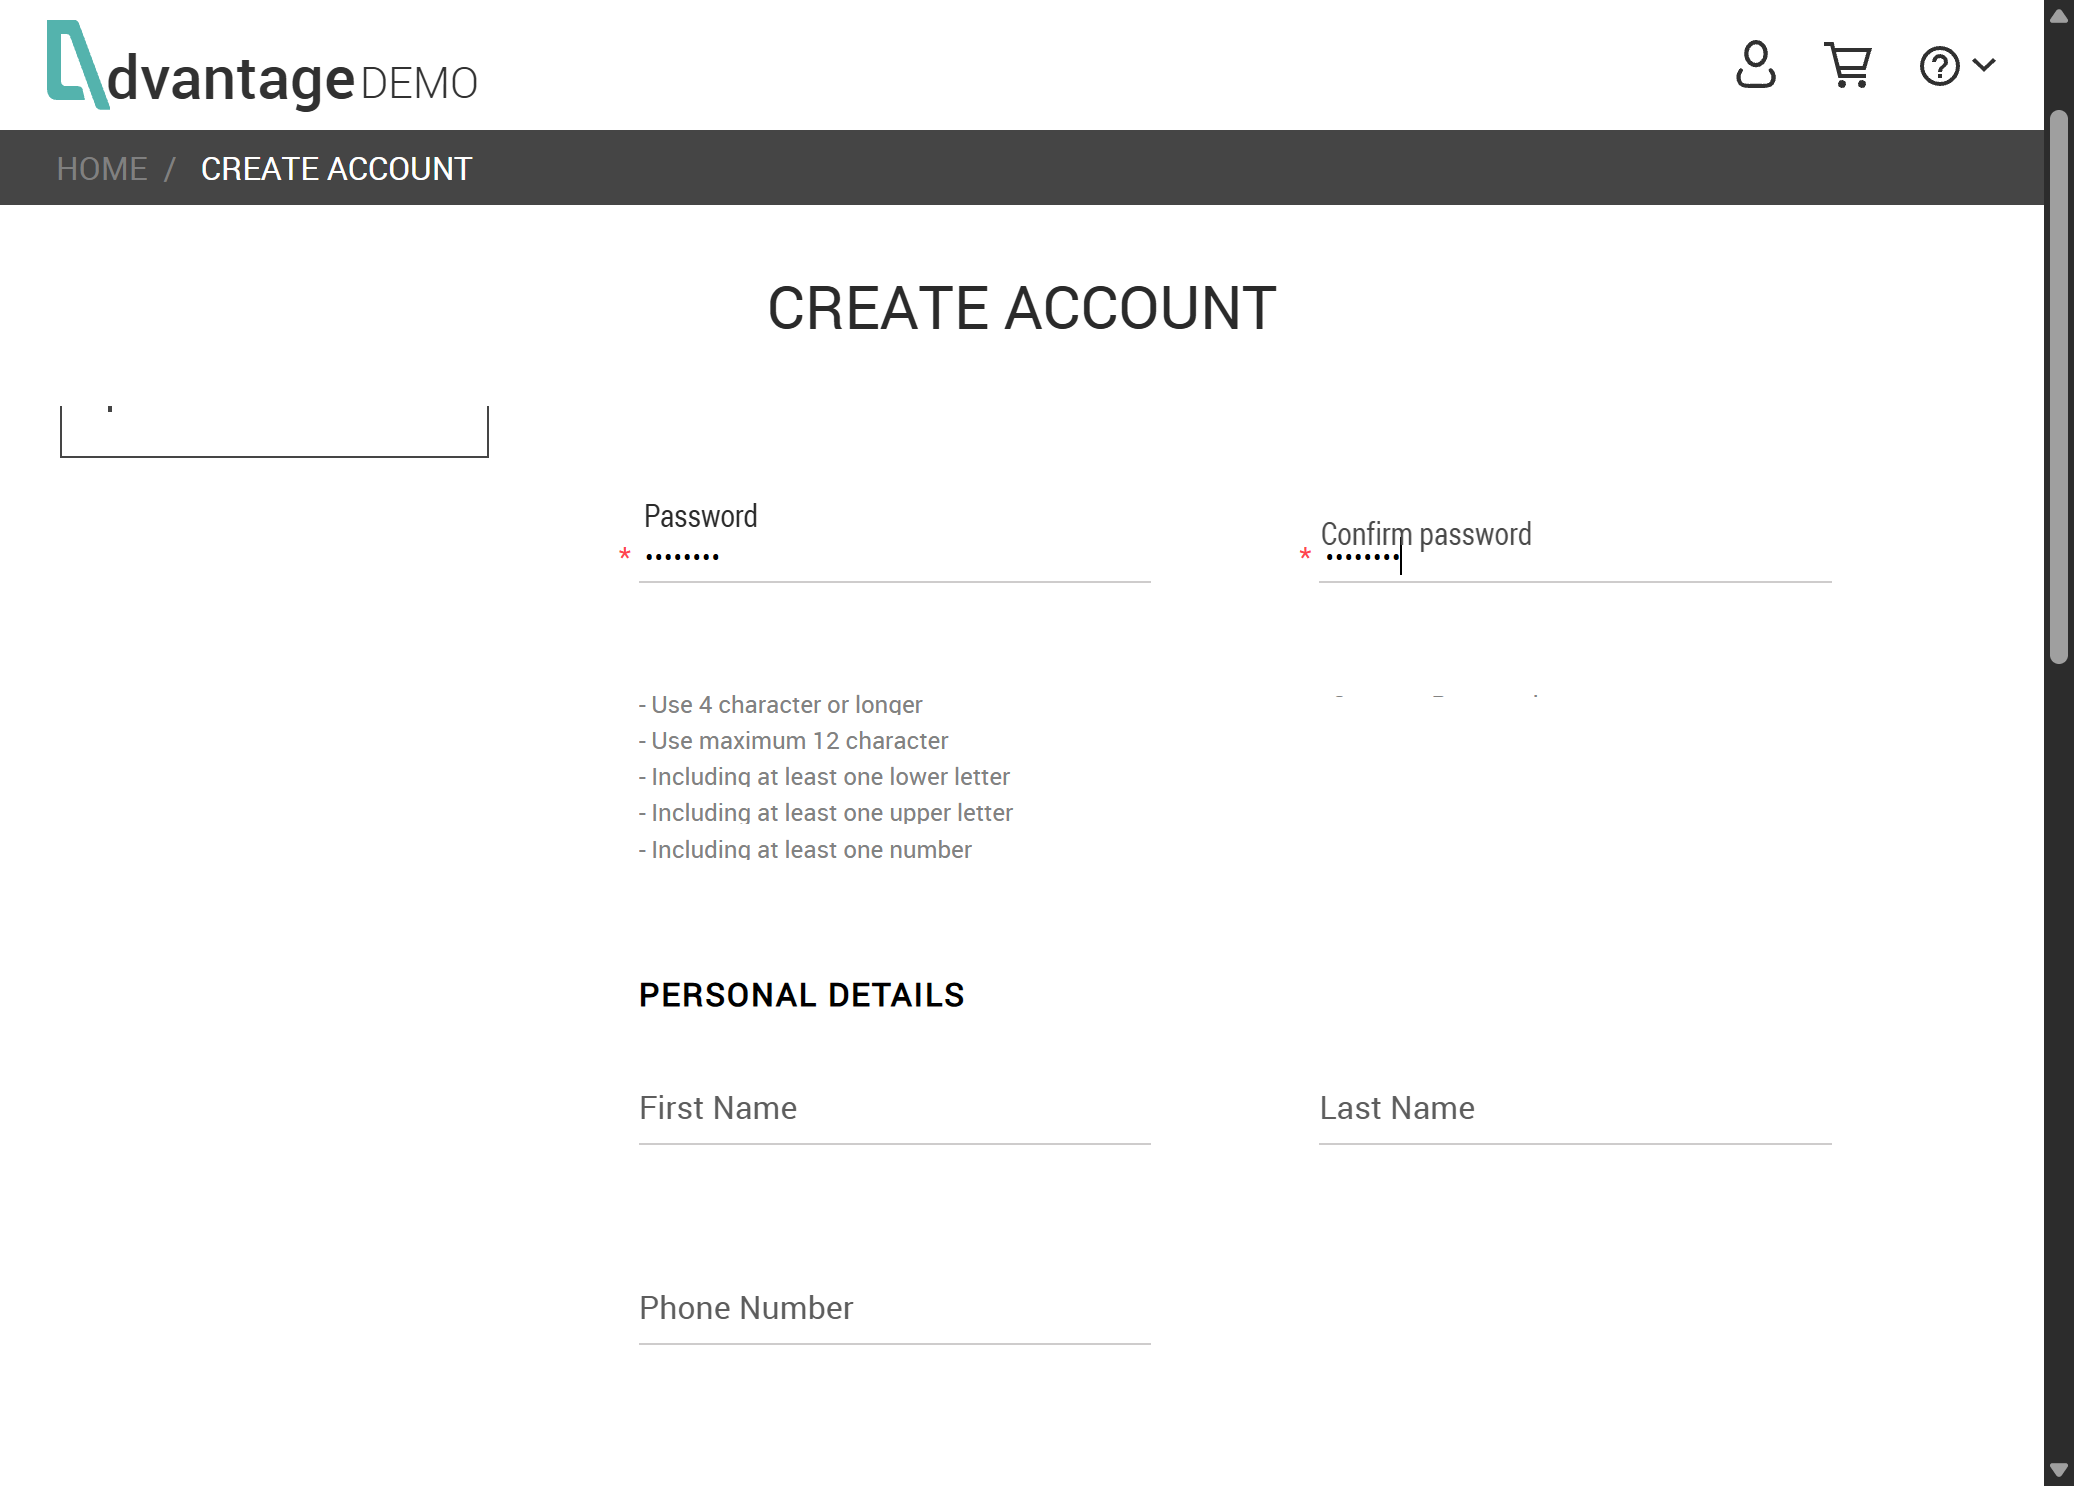 dvantage DEMO
HOME / CREATE ACCOUNT
CREATE ACCOUNT
Password
* ••••••••
Confirm password
* ••••••••
- Use 4 character or longer
- Use maximum 12 character
- Including at least one lower letter
- Including at least one upper letter
- Including at least one number
PERSONAL DETAILS
First Name
Last Name
Phone Number